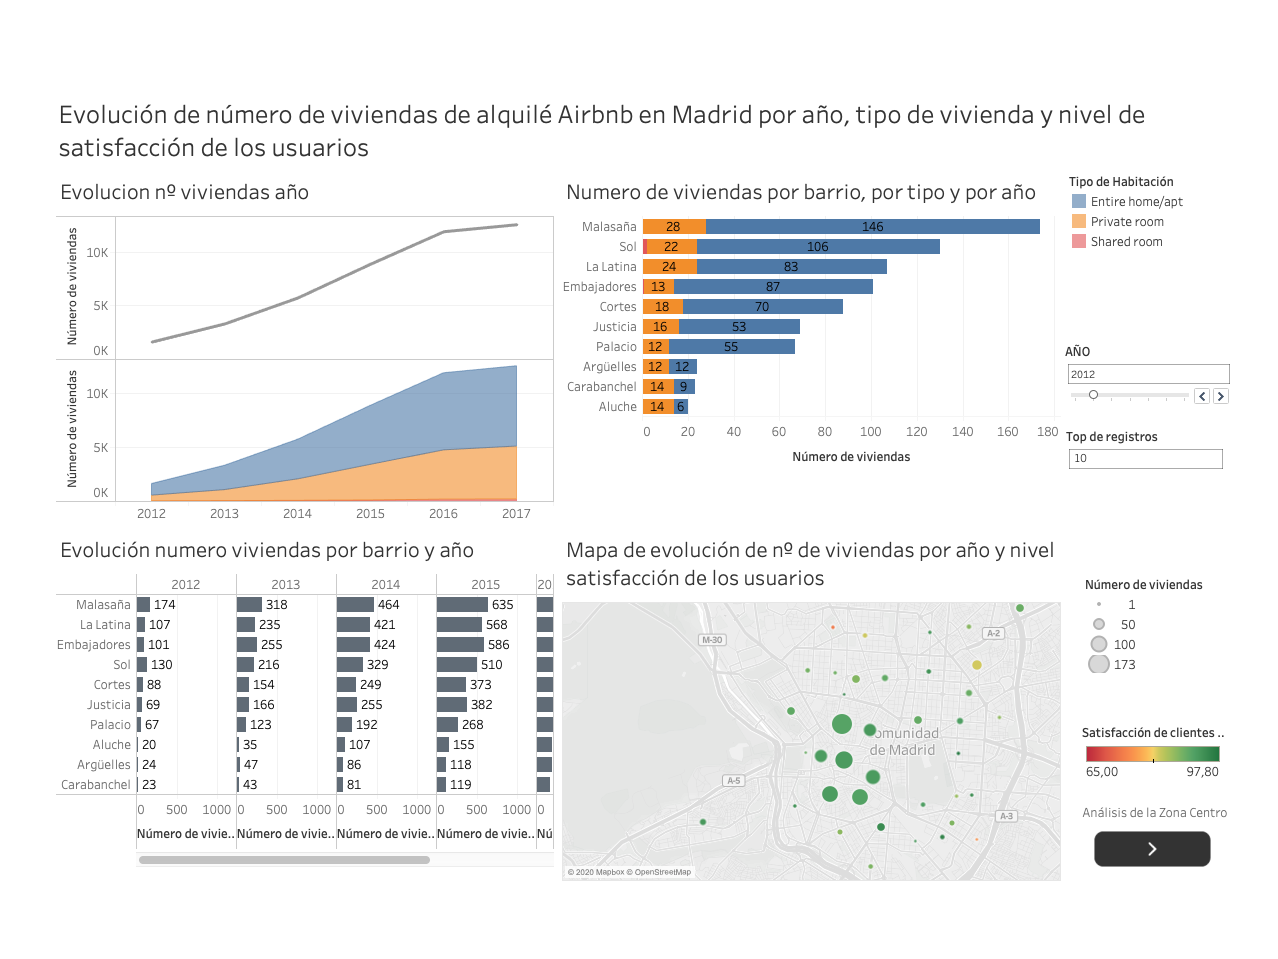 Evolución de número de viviendas de alquilé Airbnb en Madrid por año, tipo de vivienda y nivel de
satisfacción de los usuarios
Evolucion nº viviendas año
Número de viviendas
10K
5K
0K
Número de viviendas
10K
5K
0K
2012 2013 2014 2015 2016 2017
Numero de viviendas por barrio, por tipo y por año
Malasaña 28 146
Sol 22 106
La Latina 24 83
Embajadores 13 87
Cortes 18 70
Justicia 16 53
Palacio 12 55
Argüelles 12 12
Carabanchel 14 9
Aluche 14 6
0 20 40 60 80 100 120 140 160 180
Número de viviendas
Tipo de Habitación
Entire home/apt
Private room
Shared room
AÑO
2012
Top de registros
10
Evolución numero viviendas por barrio y año
2012 2013 2014 2015 20
Malasaña 174 318 464 635
La Latina 107 235 421 568
Embajadores 101 255 424 586
Sol 130 216 329 510
Cortes 88 154 249 373
Justicia 69 166 255 382
Palacio 67 123 192 268
Aluche 20 35 107 155
Argüelles 24 47 86 118
Carabanchel 23 43 81 119
0 500 1000 0 500 1000 0 500 1000 0 500 1000 0
Número de vivie.. Número de vivie.. Número de vivie.. Número de vivie.. Nú
Mapa de evolución de nº de viviendas por año y nivel
satisfacción de los usuarios
M-30
A-2
omunidad
de Madrid
A-5
A-3
© 2020 Mapbox © OpenStreetMap
Número de viviendas
1
50
100
173
Satisfacción de clientes ..
65,00 97,80
Análisis de la Zona Centro